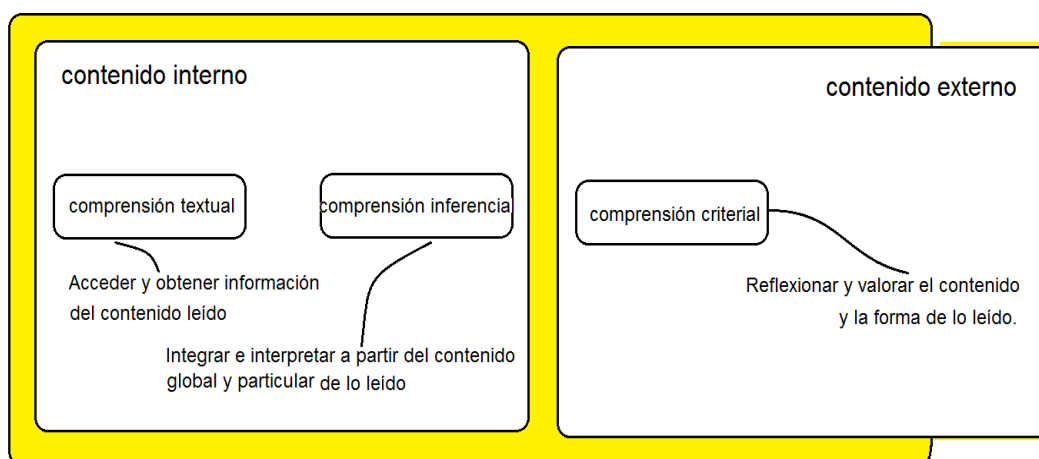 contenido interno
contenido externo
comprensión textual
comprensión inferencial
comprensión criterial
Acceder y obtener información
del contenido leído
Integrar e interpretar a partir del contenido
global y particular de lo leído
Reflexionar y valorar el contenido
y la forma de lo leído.